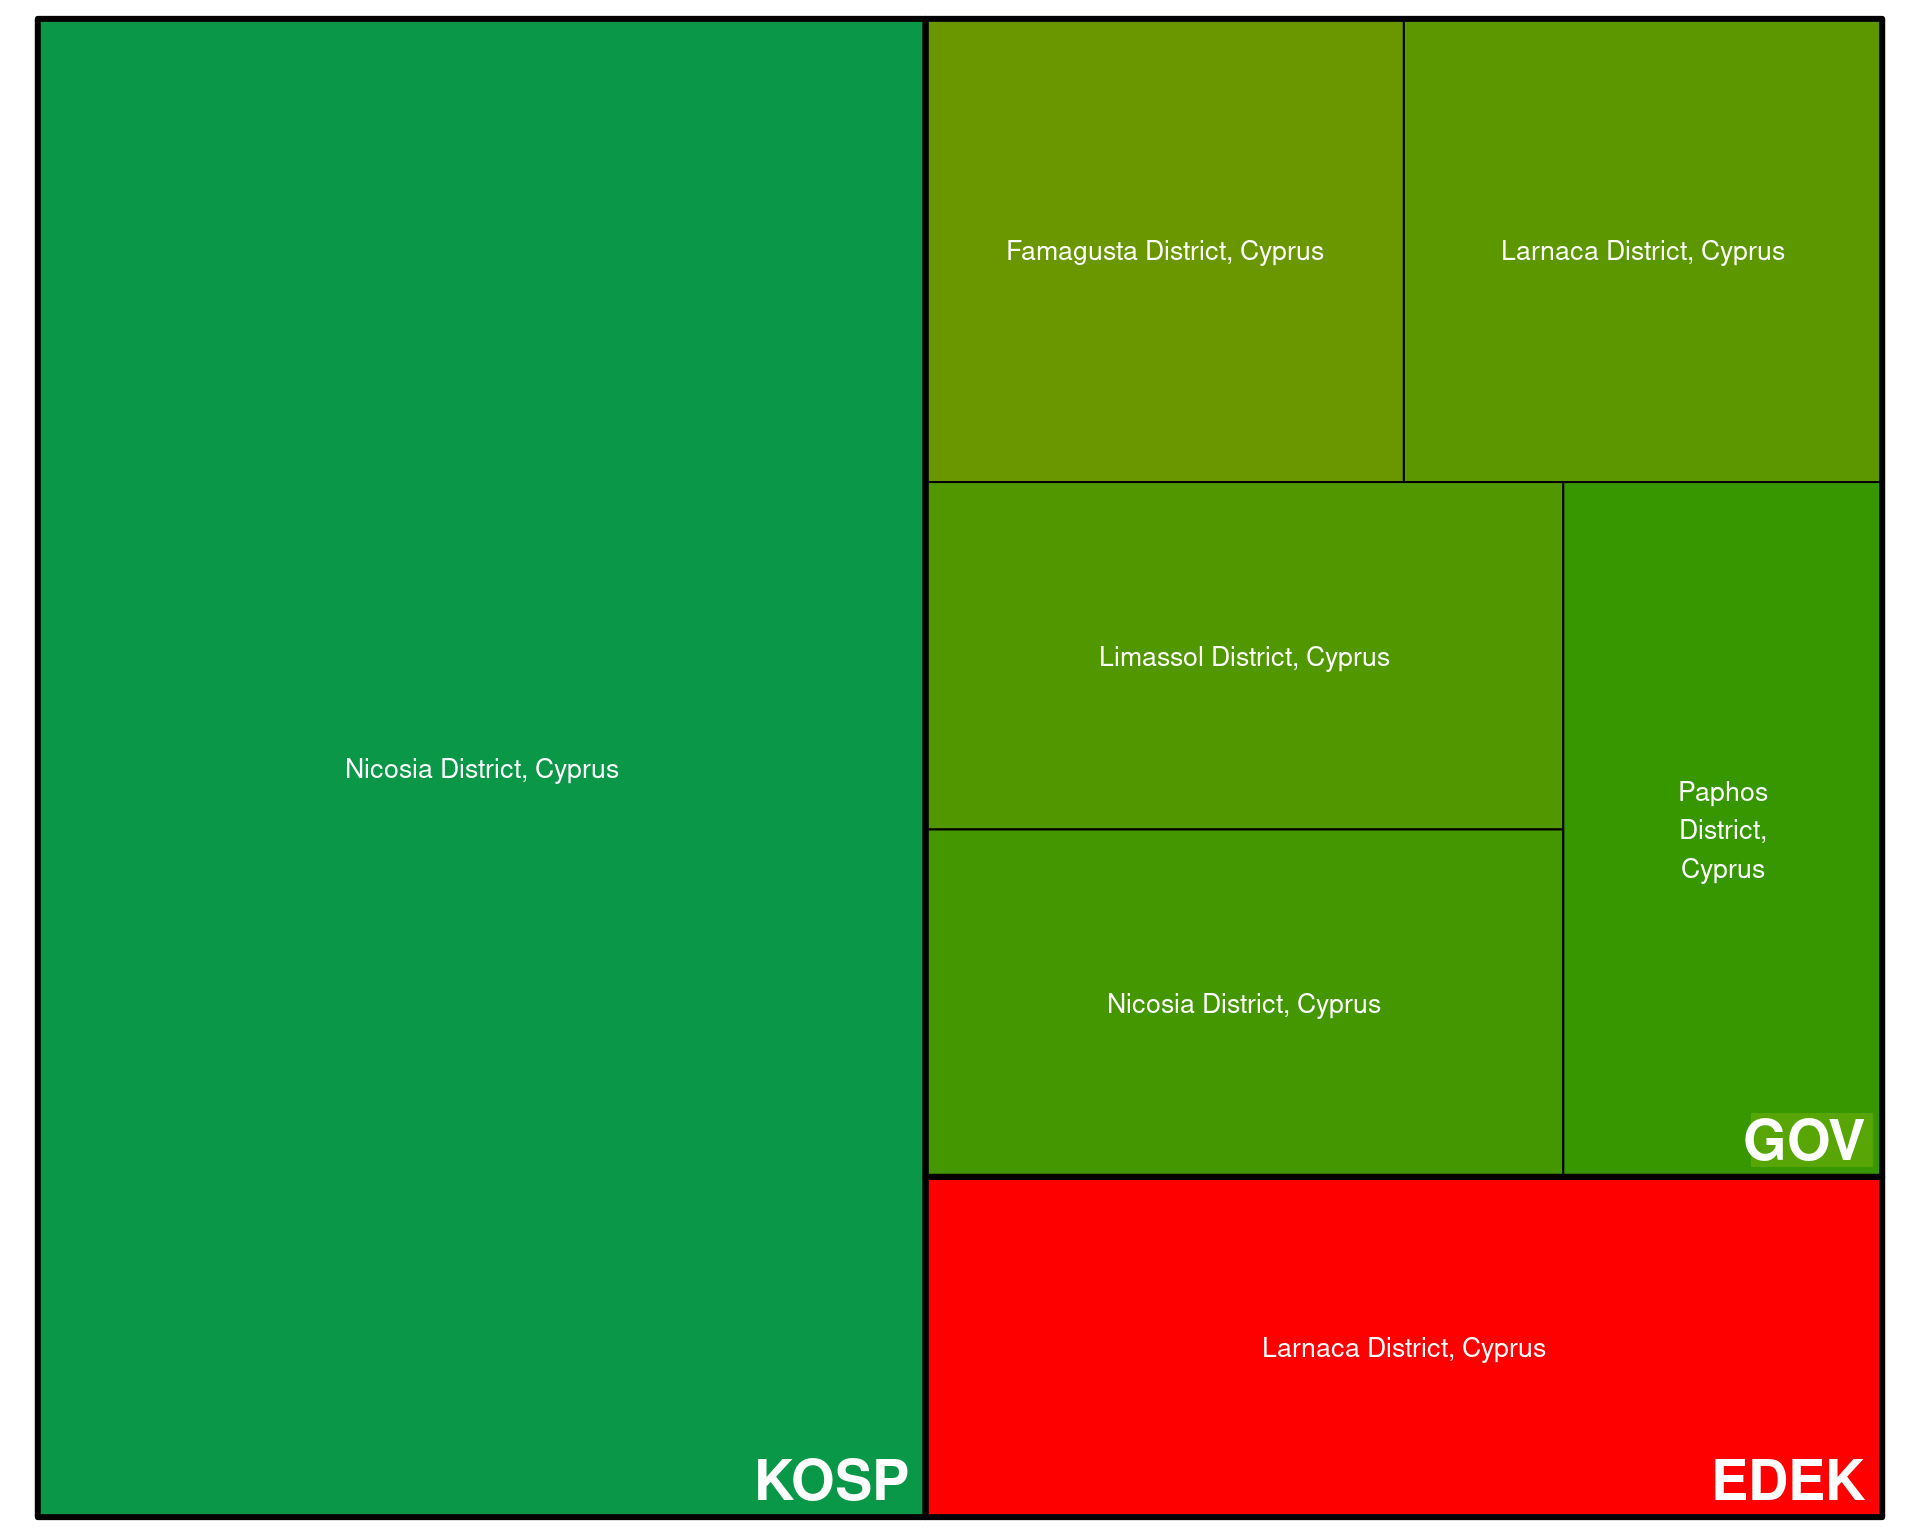 Nicosia District, Cyprus
KOSP
Famagusta District, Cyprus
Larnaca District, Cyprus
Limassol District, Cyprus
Nicosia District, Cyprus
Paphos
District,
Cyprus
GOV
Larnaca District, Cyprus
EDEK